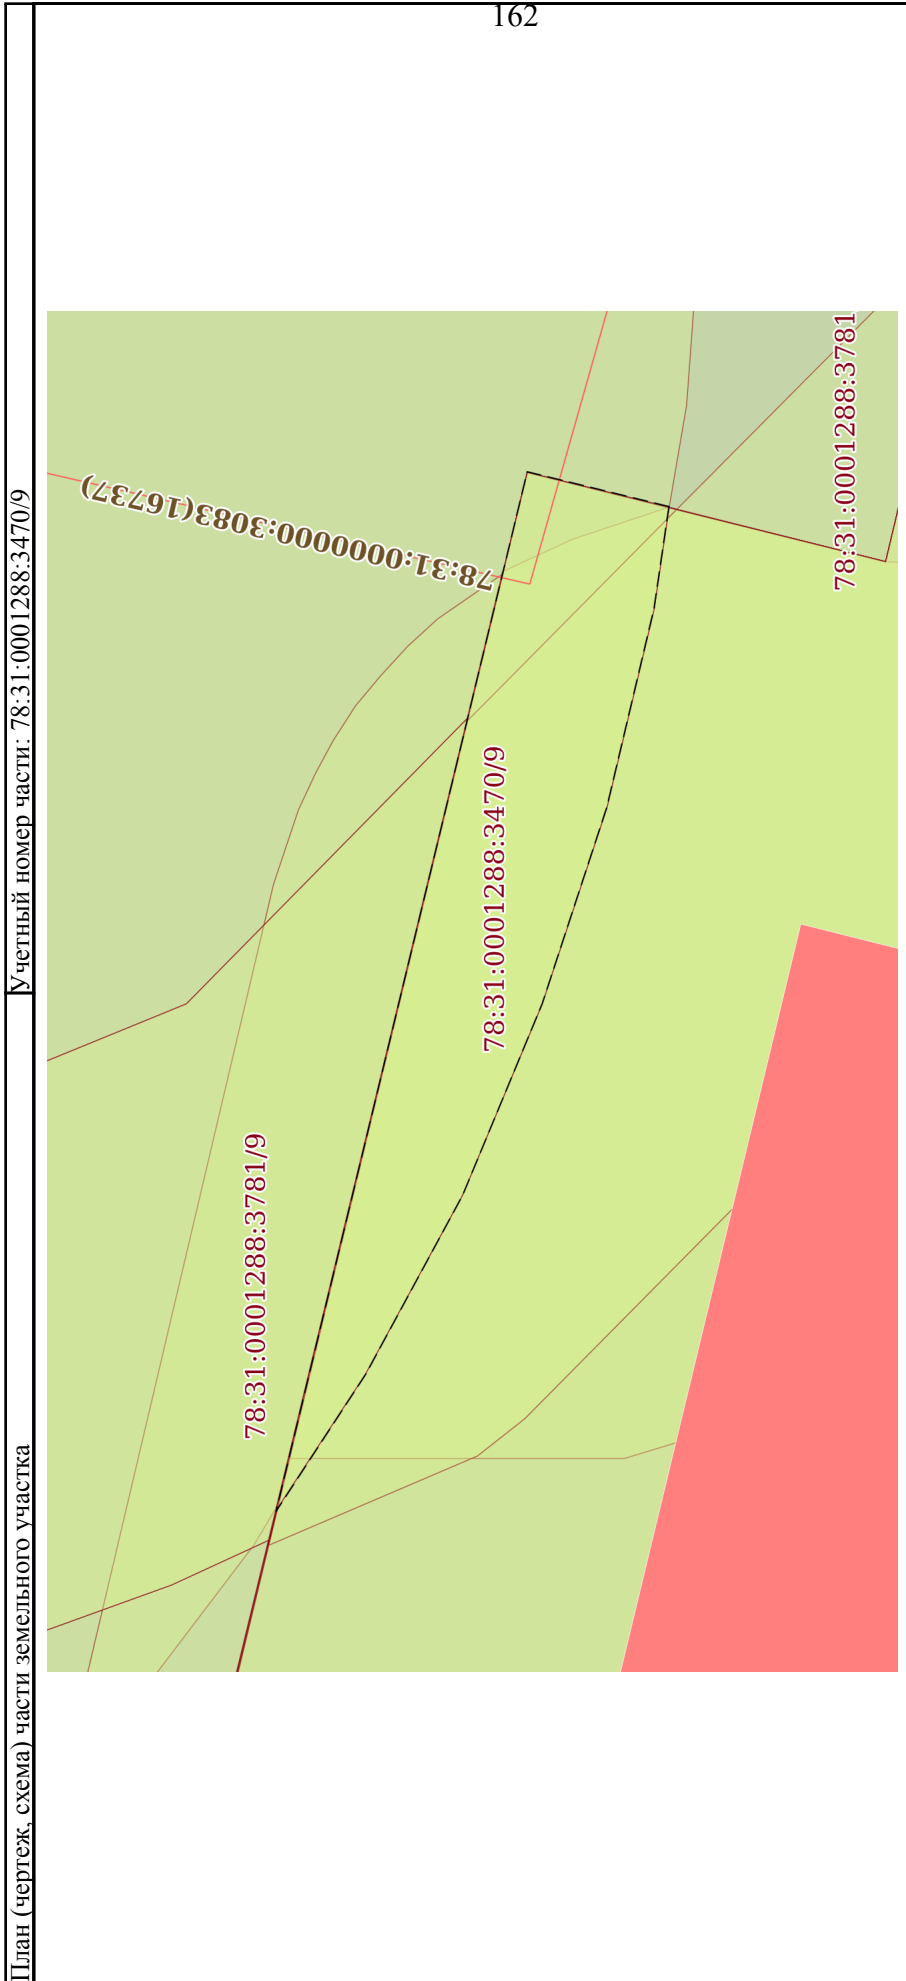 162
План (чертеж, схема) части земельного участка
Учетный номер части: 78:31:0001288:3470/9
78:31:0000000:3083(16737)
78:31:0001288:3781
78:31:0001288:3470/9
78:31:0001288:3781/9